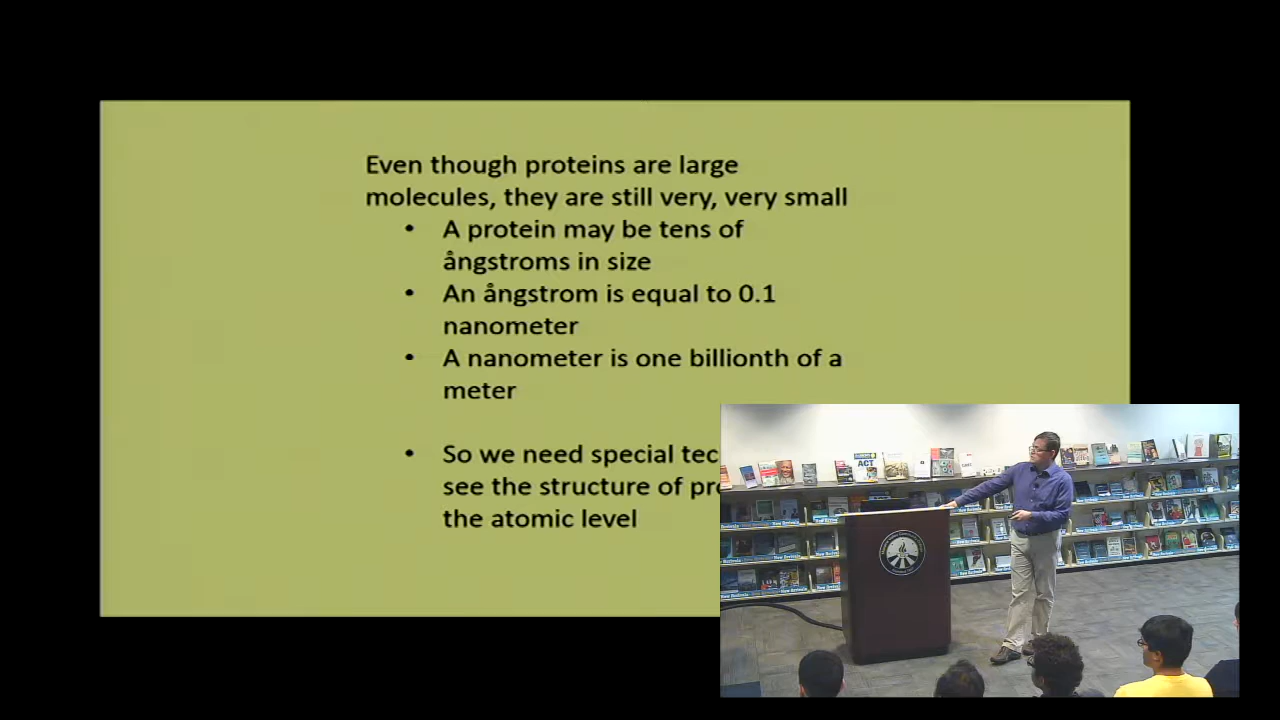 Even though proteins are large
molecules, they are still very, very small
• A protein may be tens of
ångstroms in size
• An ångstrom is equal to 0.1
nanometer
• A nanometer is one billionth of a
meter
• So we need special
see the structure of
the atomic level
ACT